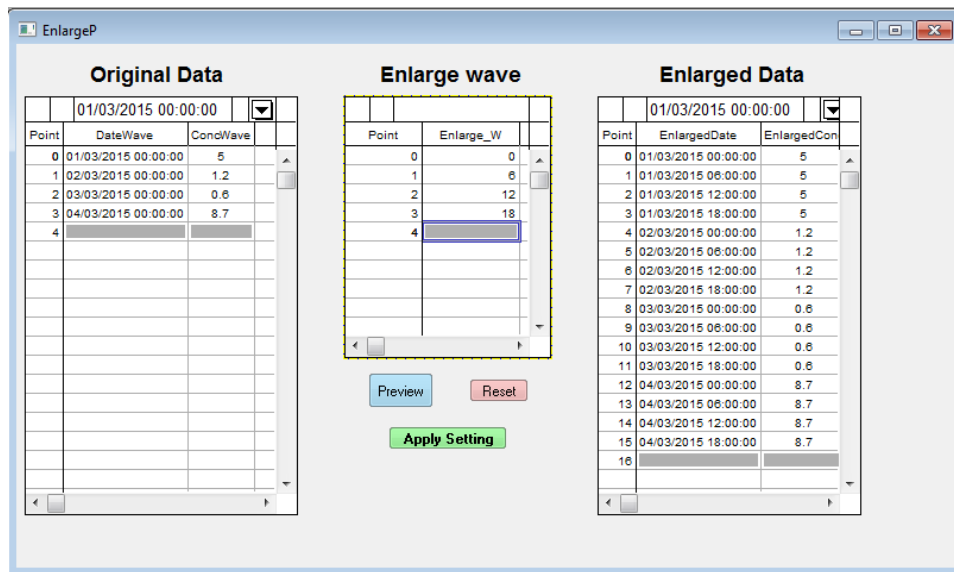 EnlargeP
Original Data
01/03/2015 00:00:00
Point DateWave ConcWave
0 01/03/2015 00:00:00 5
1 02/03/2015 00:00:00 1.2
2 03/03/2015 00:00:00 0.6
3 04/03/2015 00:00:00 8.7
4
Enlarge wave
Point Enlarge_W
0 0
1 6
2 12
3 18
4
Preview
Reset
Apply Setting
Enlarged Data
01/03/2015 00:00:00
Point EnlargedDate EnlargedCon
0 01/03/2015 00:00:00 5
1 01/03/2015 06:00:00 5
2 01/03/2015 12:00:00 5
3 01/03/2015 18:00:00 5
4 02/03/2015 00:00:00 1.2
5 02/03/2015 06:00:00 1.2
6 02/03/2015 12:00:00 1.2
7 02/03/2015 18:00:00 1.2
8 03/03/2015 00:00:00 0.6
9 03/03/2015 06:00:00 0.6
10 03/03/2015 12:00:00 0.6
11 03/03/2015 18:00:00 0.6
12 04/03/2015 00:00:00 8.7
13 04/03/2015 06:00:00 8.7
14 04/03/2015 12:00:00 8.7
15 04/03/2015 18:00:00 8.7
16